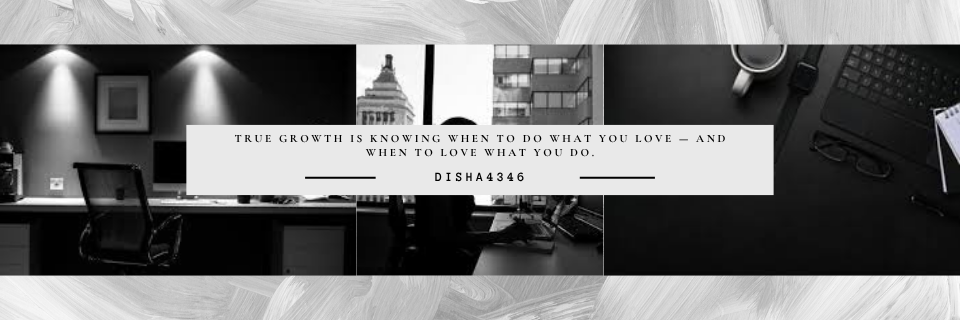 TRUE GROWTH IS KNOWING WHEN TO DO WHAT YOU LOVE — AND
WHEN TO LOVE WHAT YOU DO.
DISHA4346